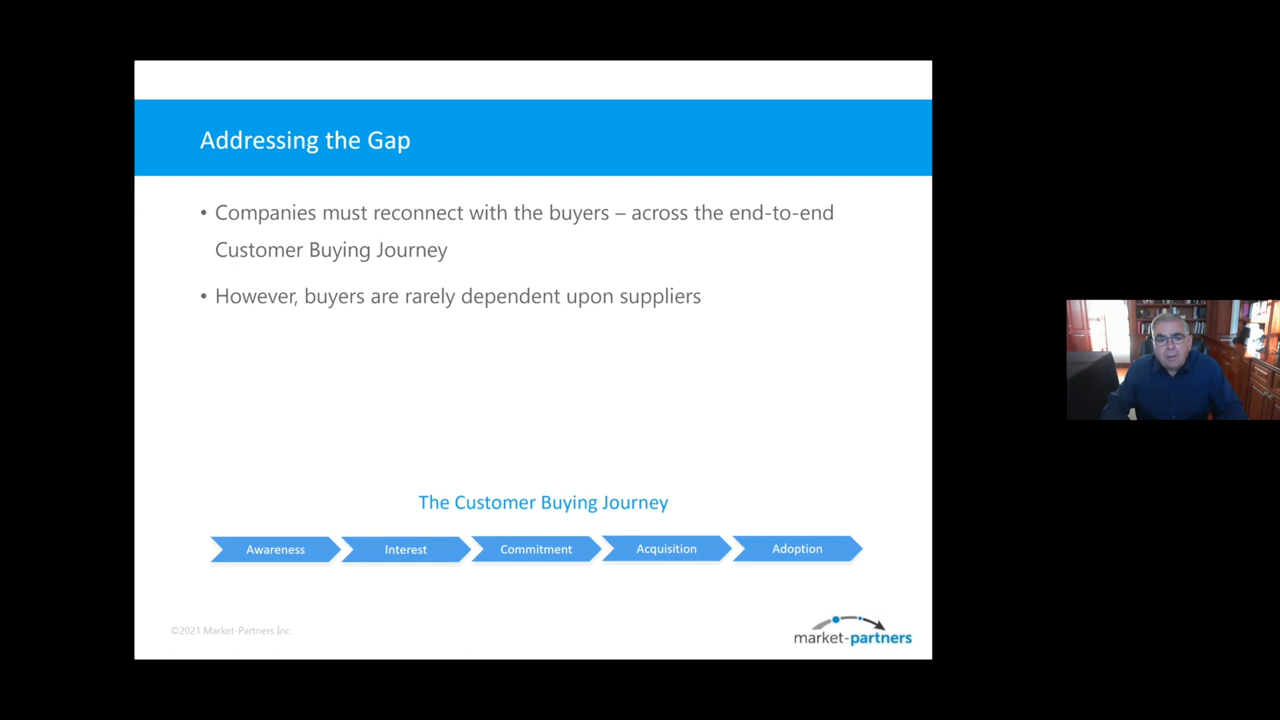 Addressing the Gap
• Companies must reconnect with the buyers – across the end-to-end
Customer Buying Journey
• However, buyers are rarely dependent upon suppliers
The Customer Buying Journey
Awareness
Interest
Commitment
Acquisition
Adoption
©2021 Market-Partners Inc.
market-partners